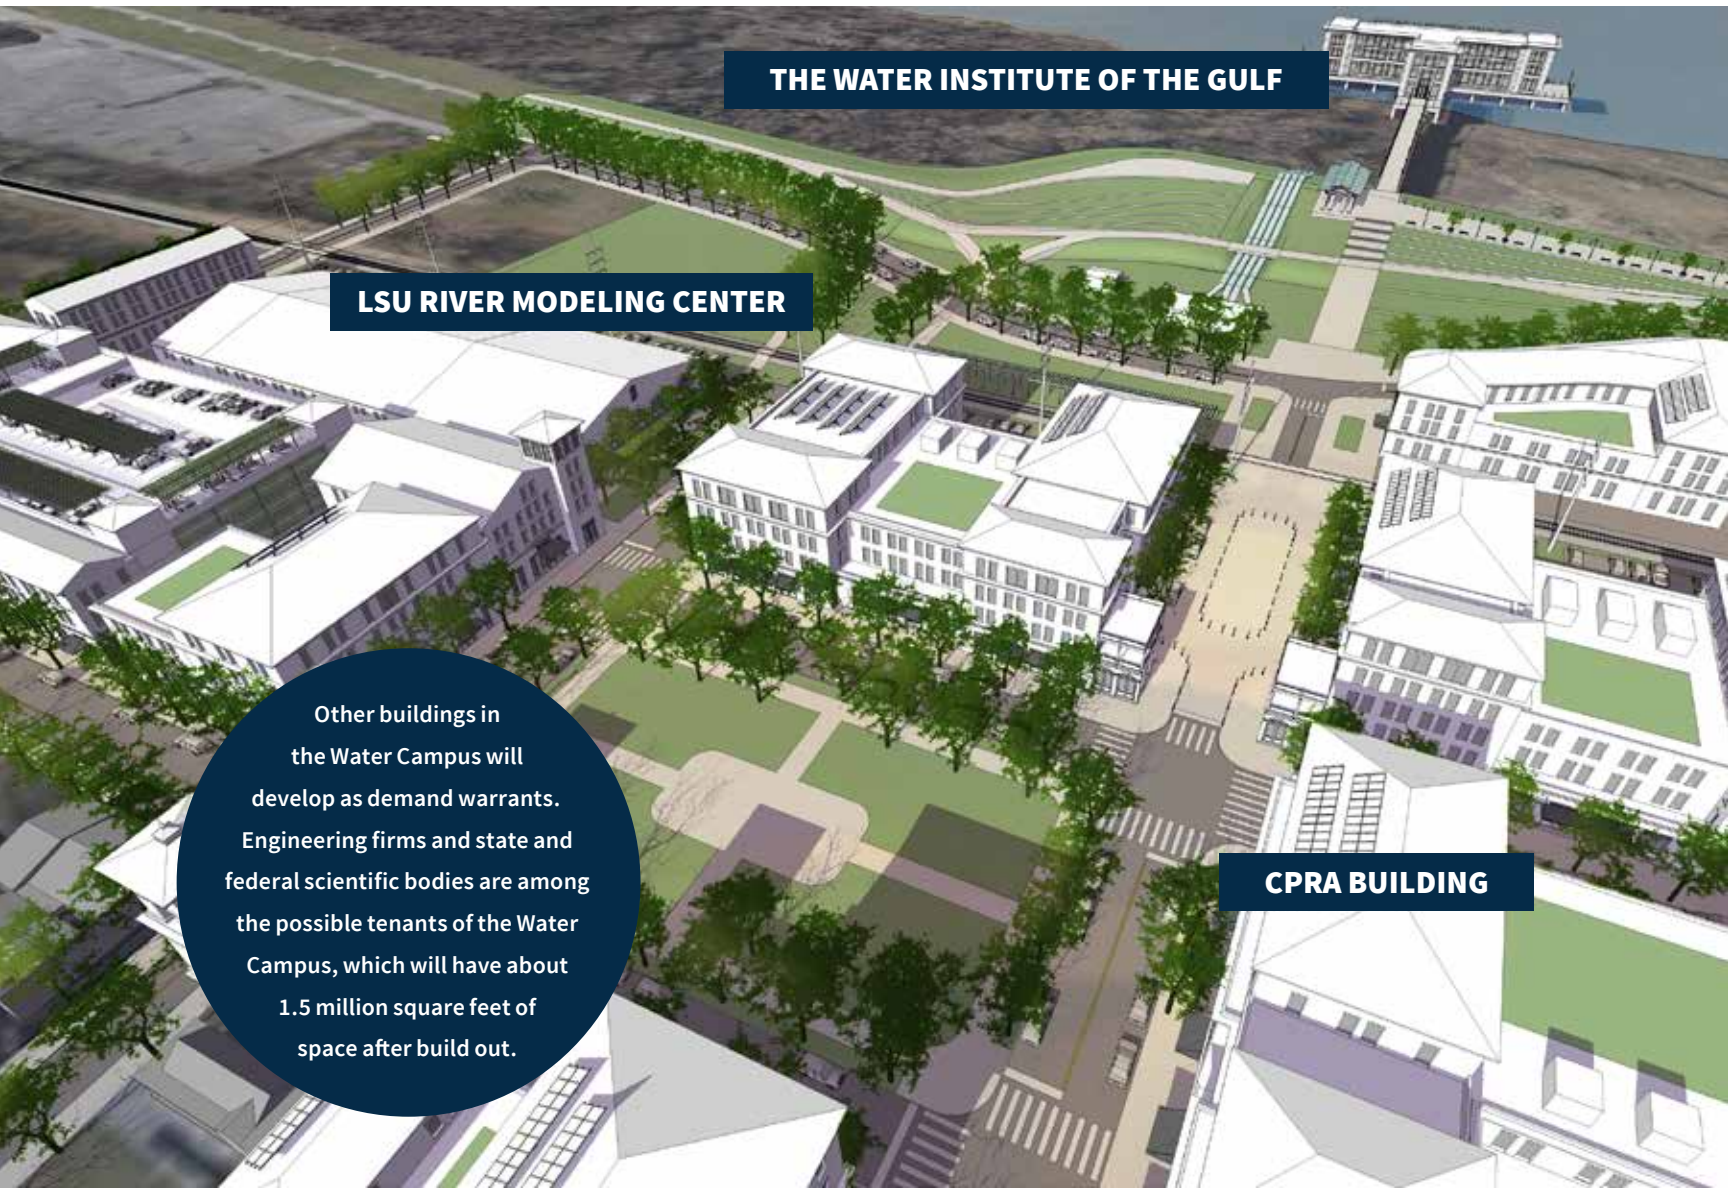 THE WATER INSTITUTE OF THE GULF
LSU RIVER MODELING CENTER
Other buildings in
the Water Campus will
develop as demand warrants.
Engineering firms and state and
federal scientific bodies are among
the possible tenants of the Water
Campus, which will have about
1.5 million square feet of
space after build out.
CPRA BUILDING